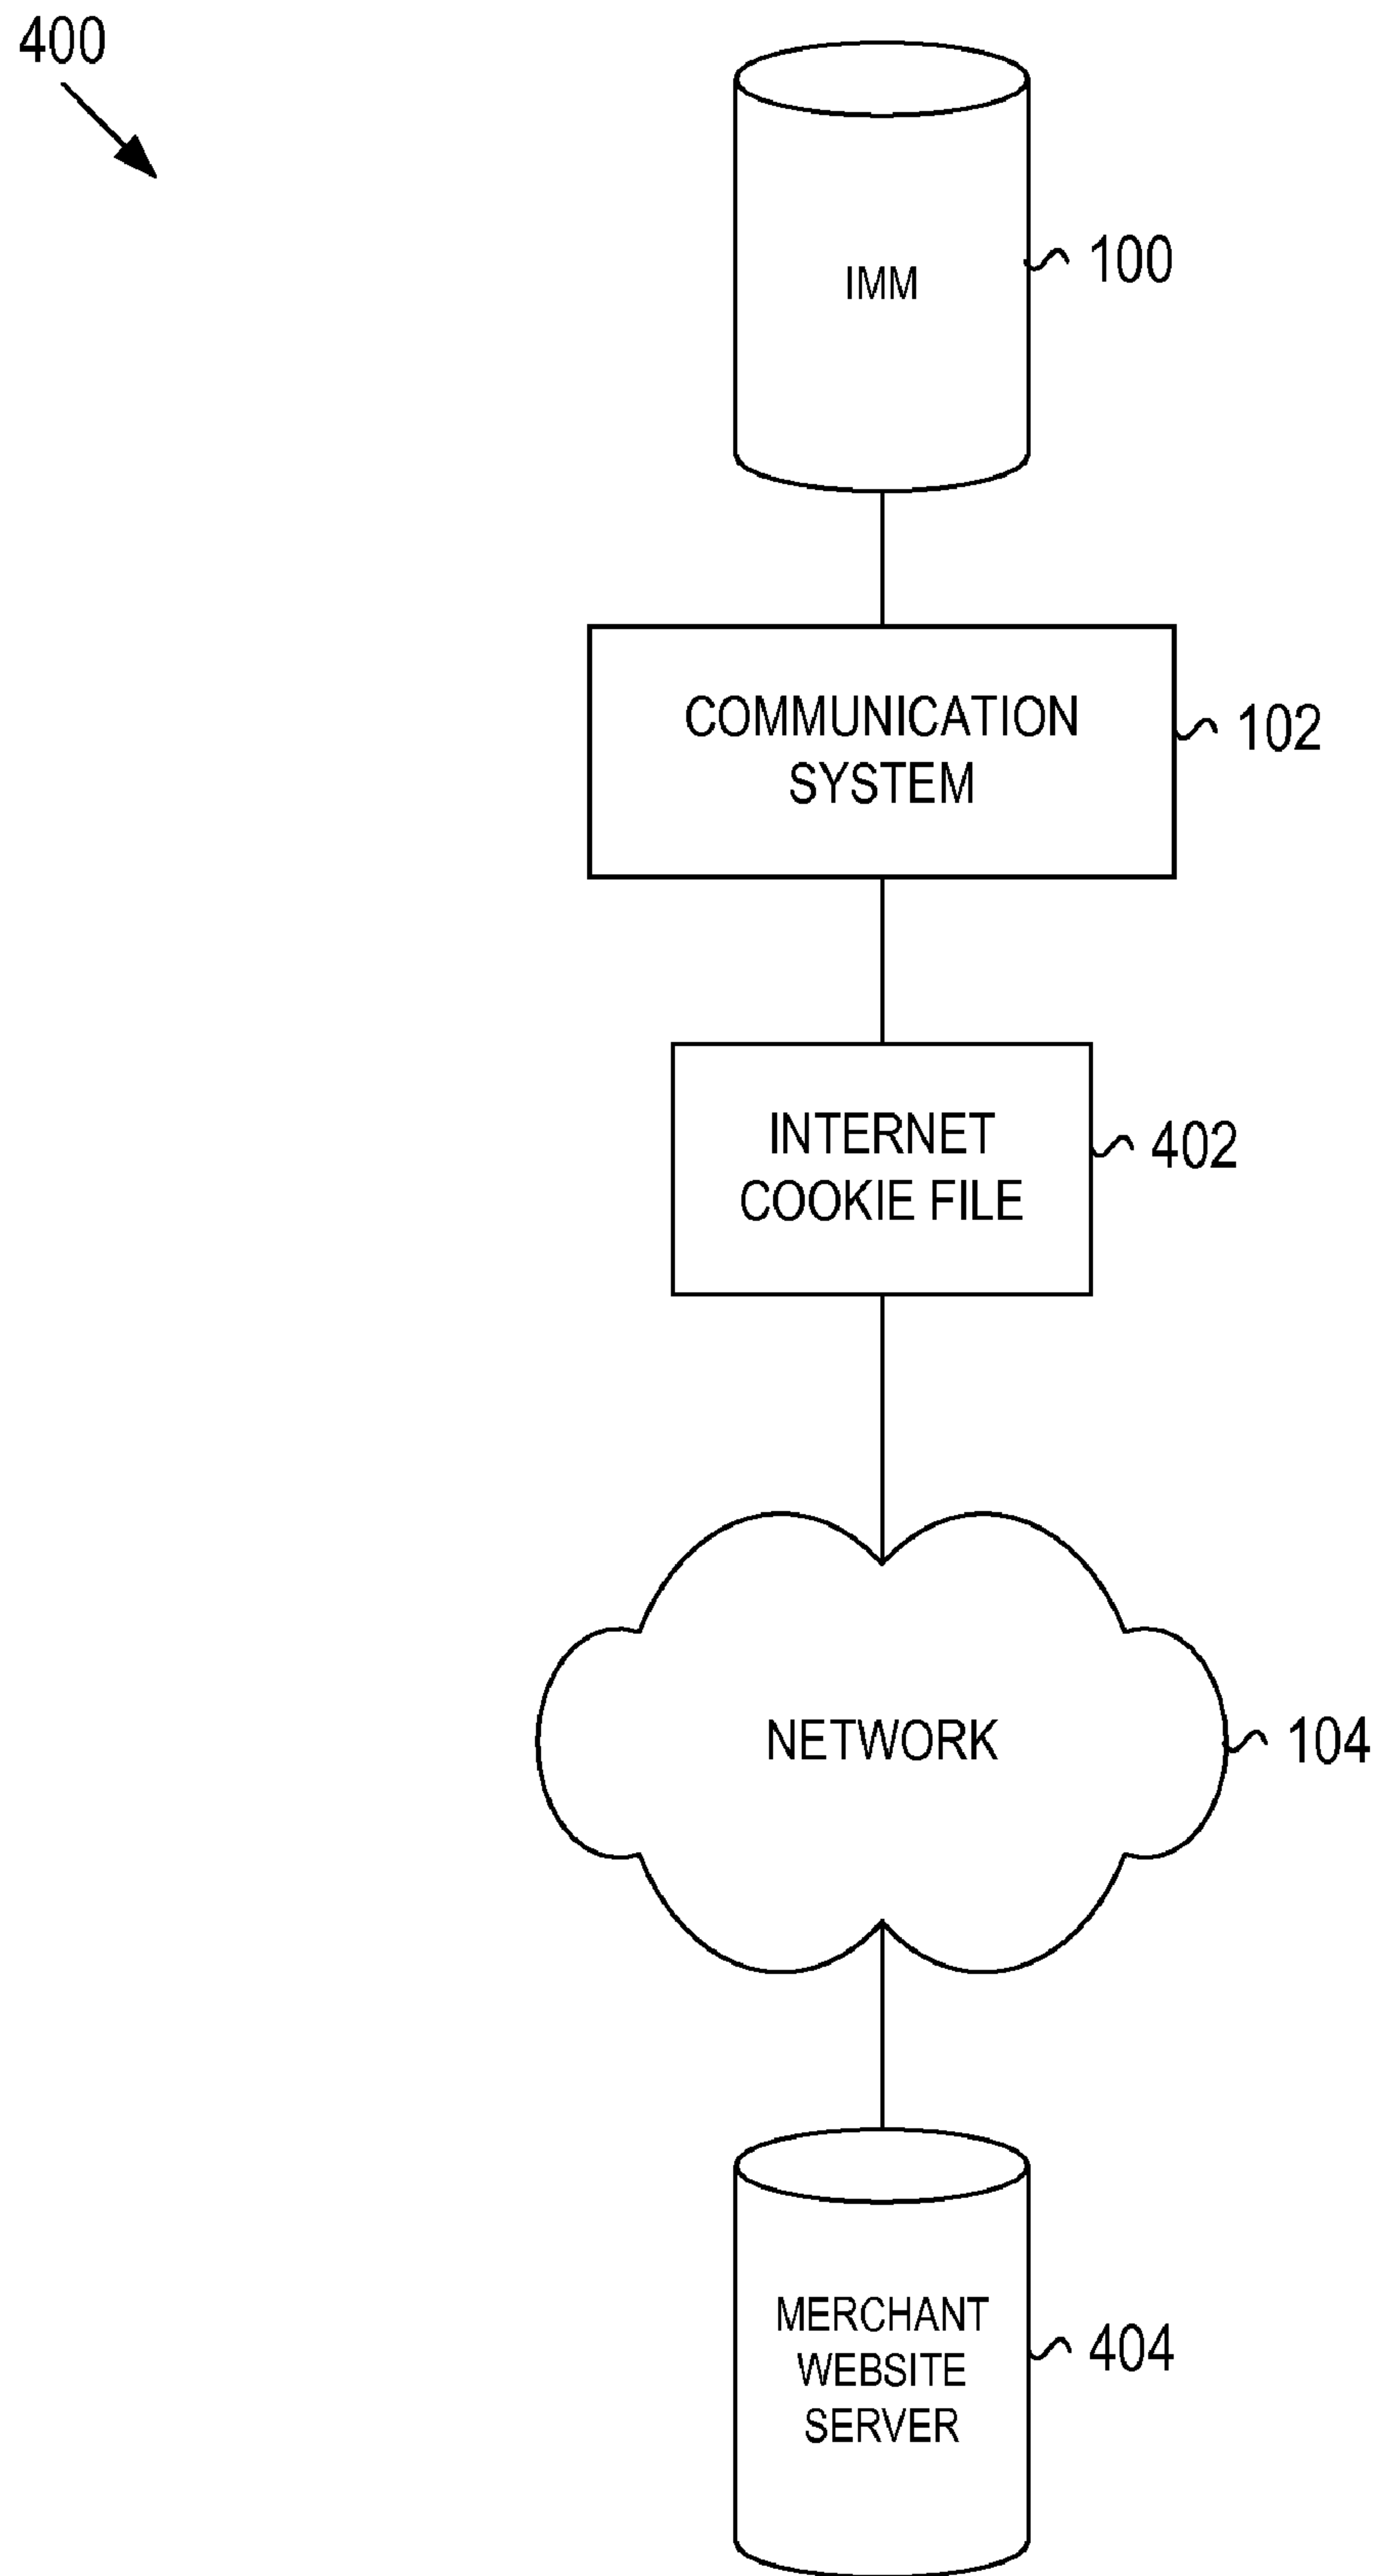 400
IMM
100
COMMUNICATION
SYSTEM
102
INTERNET
COOKIE FILE
402
NETWORK
104
MERCHANT
WEBSITE
SERVER
404